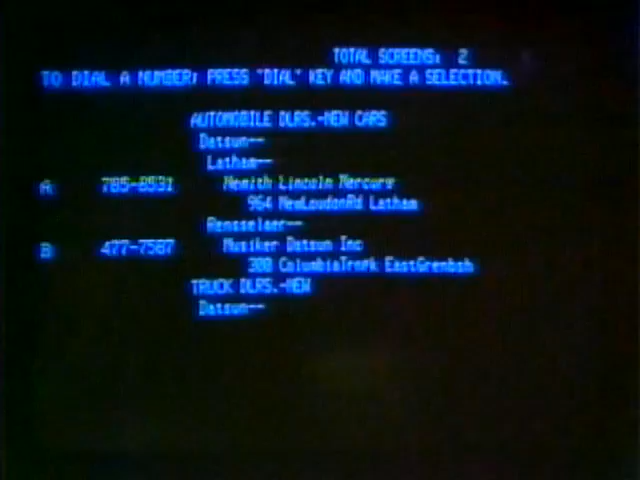 TOTAL SCREENS: 2
TO DIAL A NUMBER; PRESS "DIAL" KEY AND MAKE A SELECTION.
AUTOMOBILE DLRS.-NEW CARS
Datsun--
Latham--
A 785-8531 Nemith Lincoln Mercury
964 NewLoudonRd Latham
Rensselaer--
B 477-7587 Musiker Datsun Inc
300 ColumbiaTrnpk EastGrenbsh
TRUCK DLRS.-NEW
Datsun--